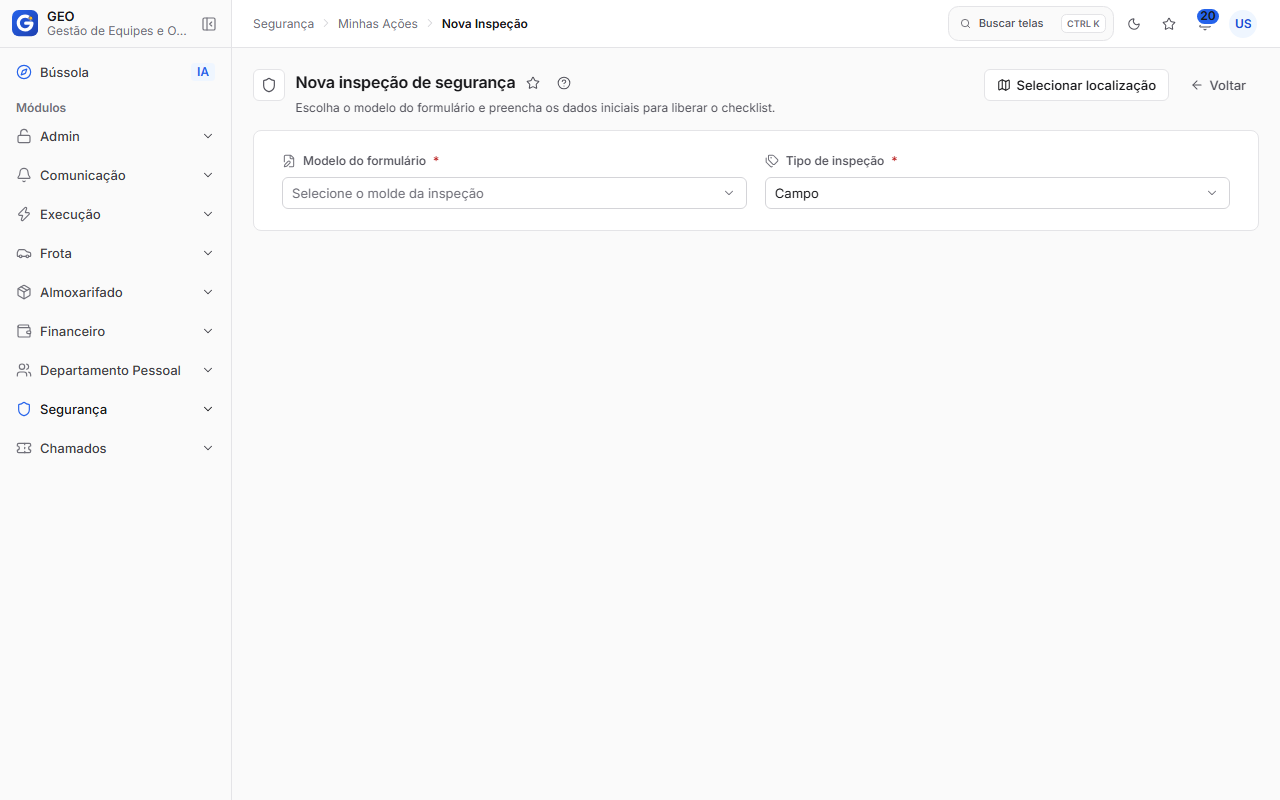 GEO
Gestão de Equipes e O...
Bússola
IA
Módulos
Admin
Comunicação
Execução
Frota
Almoxarifado
Financeiro
Departamento Pessoal
Segurança
Chamados
Segurança
Minhas Ações
Nova Inspeção
Buscar telas
CTRL K
20
US
Nova inspeção de segurança
Escolha o modelo do formulário e preencha os dados iniciais para liberar o checklist.
Selecionar localização
Voltar
Modelo do formulário *
Selecione o molde da inspeção
Tipo de inspeção *
Campo